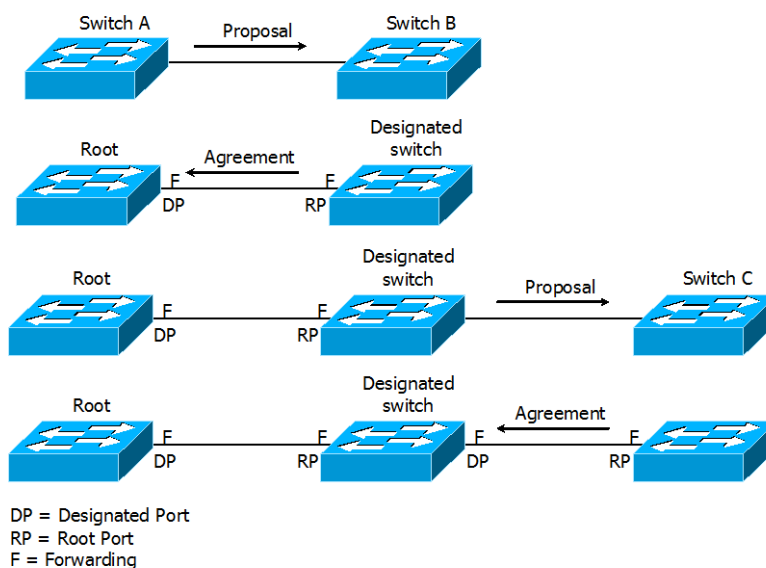 Switch A
Proposal
Switch B
Root
Agreement
Designated
switch
F
F
DP
RP
Root
Designated
switch
Proposal
Switch C
F
F
DP
RP
Root
Designated
switch
Agreement
F
F
F
F
DP
RP
DP
RP
DP = Designated Port
RP = Root Port
F = Forwarding